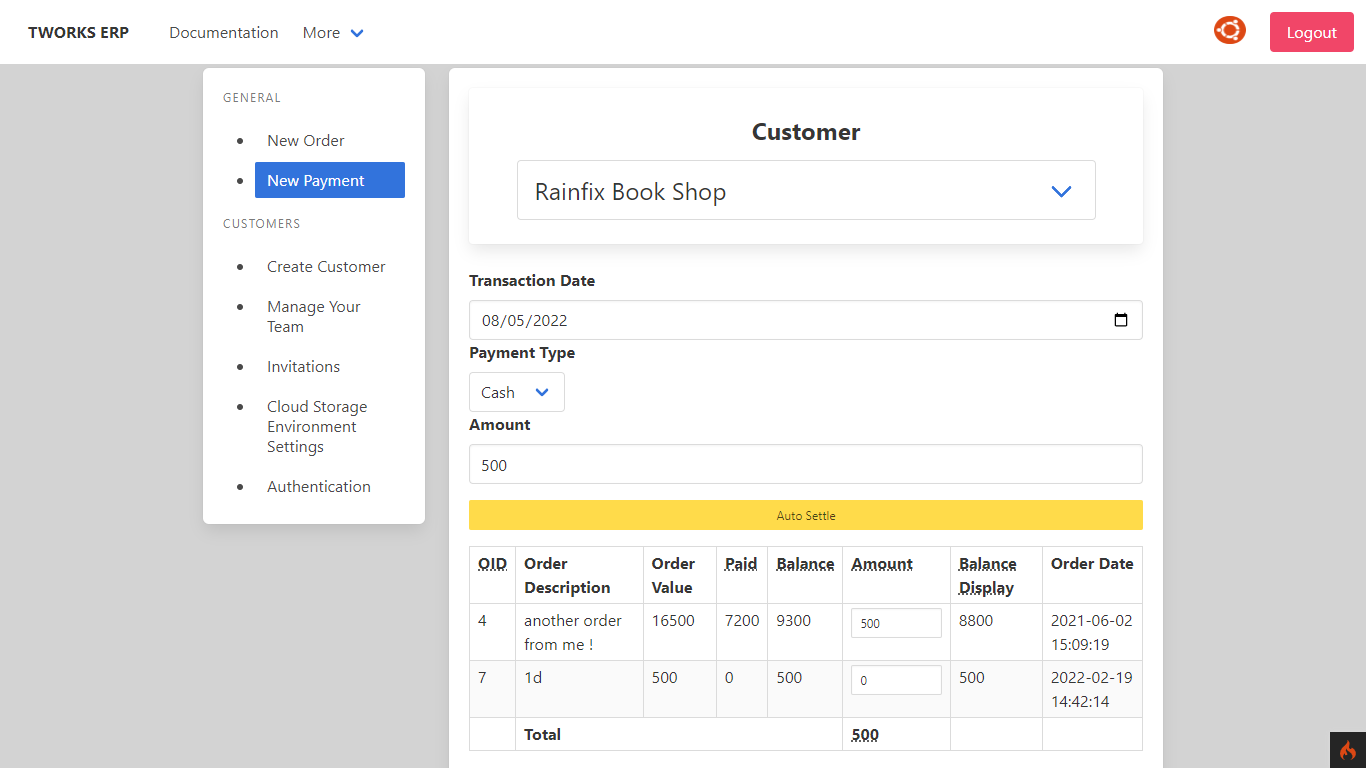 TWORKS ERP Documentation More Logout
GENERAL
New Order
New Payment
CUSTOMERS
Create Customer
Manage Your
Team
Invitations
Cloud Storage
Environment
Settings
Authentication
Customer
Rainfix Book Shop
Transaction Date
08/05/2022
Payment Type
Cash
Amount
500
Auto Settle
OID Order Description Order Value Paid Balance Amount Balance Display Order Date
4 another order from me ! 16500 7200 9300 500 8800 2021-06-02 15:09:19
7 1d 500 0 500 0 500 2022-02-19 14:42:14
Total 500